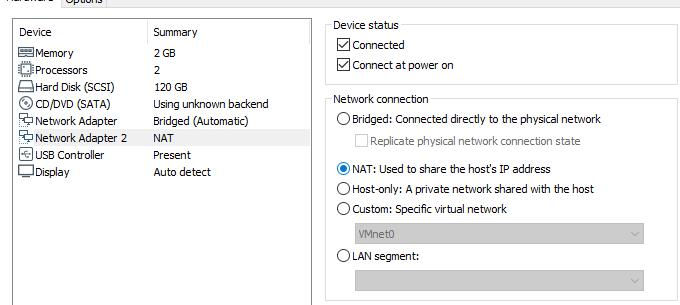 Hardware Options
Device Summary
Memory 2 GB
Processors 2
Hard Disk (SCSI) 120 GB
CD/DVD (SATA) Using unknown backend
Network Adapter Bridged (Automatic)
Network Adapter 2 NAT
USB Controller Present
Display Auto detect
Device status
Connected
Connect at power on
Network connection
Bridged: Connected directly to the physical network
Replicate physical network connection state
NAT: Used to share the host's IP address
Host-only: A private network shared with the host
Custom: Specific virtual network
VMnet0
LAN segment: